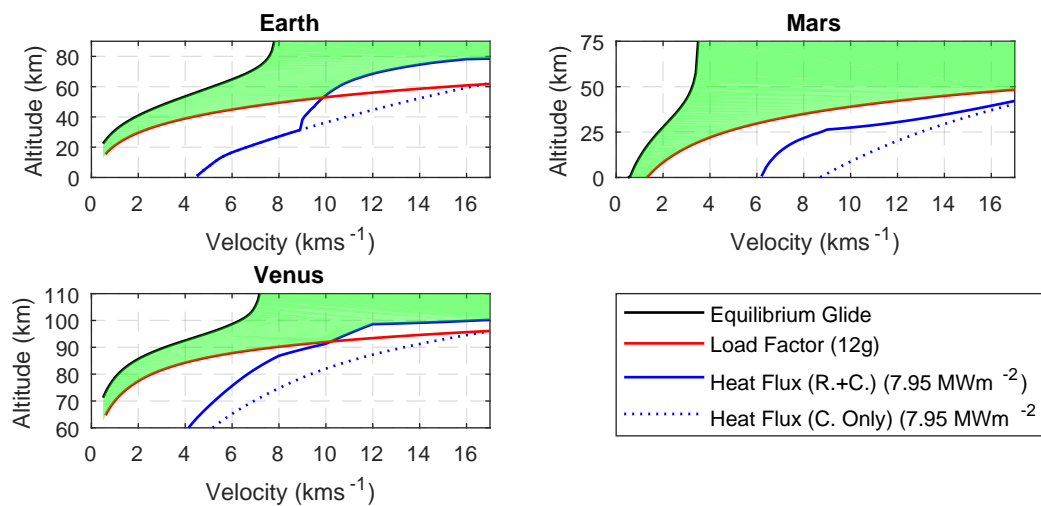 Earth
Altitude (km)
80
60
40
20
0
0 2 4 6 8 10 12 14 16
Velocity (kms⁻¹)
Mars
Altitude (km)
75
50
25
0
0 2 4 6 8 10 12 14 16
Velocity (kms⁻¹)
Venus
Altitude (km)
110
100
90
80
70
60
0 2 4 6 8 10 12 14 16
Velocity (kms⁻¹)
Equilibrium Glide
Load Factor (12g)
Heat Flux (R.+C.) (7.95 MWm ⁻²)
Heat Flux (C. Only) (7.95 MWm ⁻²